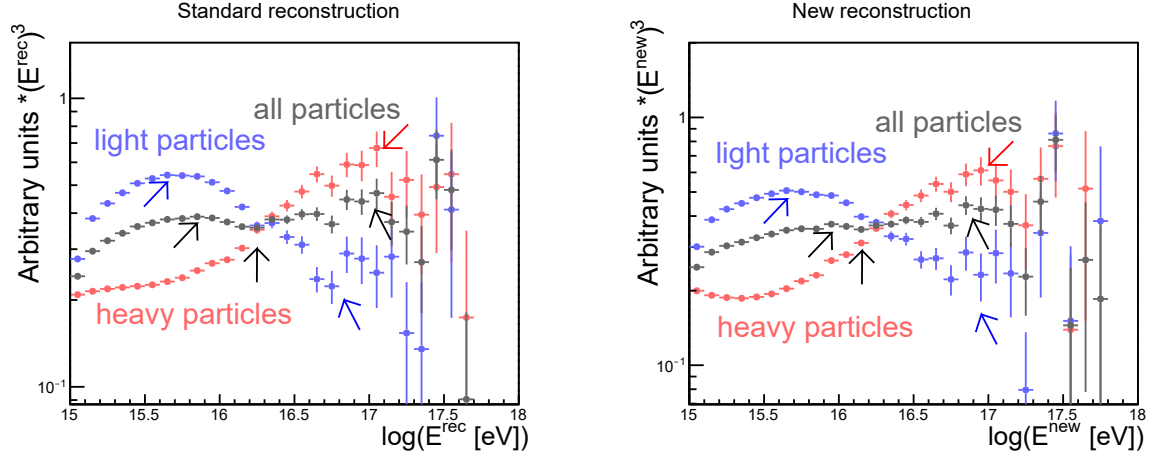 Standard reconstruction
Arbitrary units *(E^rec)^3
1
10^−1
all particles
light particles
heavy particles
15 15.5 16 16.5 17 17.5 18
log(E^rec [eV])
New reconstruction
Arbitrary units *(E^new)^3
1
10^−1
all particles
light particles
heavy particles
15 15.5 16 16.5 17 17.5 18
log(E^new [eV])